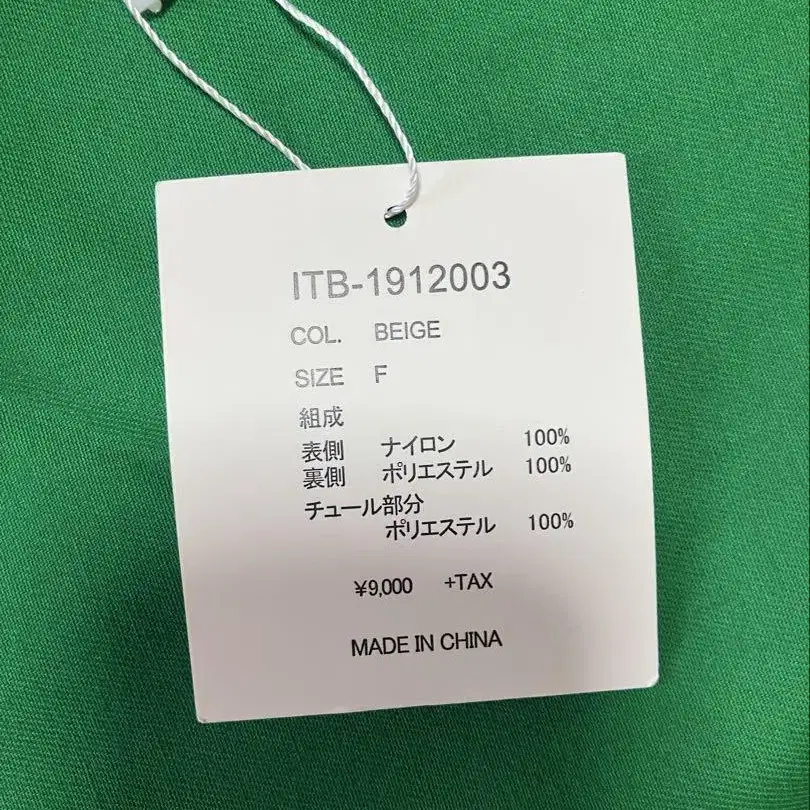 ITB-1912003
COL. BEIGE
SIZE F
組成
表側 ナイロン 100%
裏側 ポリエステル 100%
チュール部分
ポリエステル 100%
¥9,000 +TAX
MADE IN CHINA